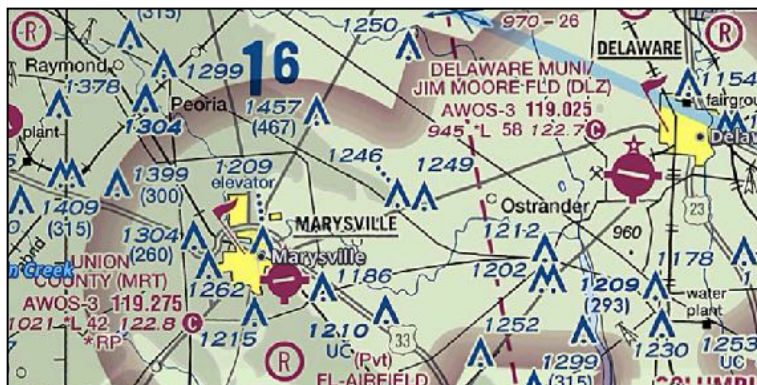 (315)
1250
970-26
R
DELAWARE
R
Raymond
1299
16
DELAWARE MUNI/
JIM MOORE FLD (DLZ)
AWOS-3 119.025
945 *L 58 122.7 C
1154
1378
Peoria
1457
(467)
plant
1304
1399
(300)
1209
elevator
1246
1249
1409
(315)
Ostrander
23
MARYSVILLE
1304
(260)
1212
960
UNION
COUNTY (MRT)
AWOS-3 119.275
1021 *L 42 122.8 C
*RP
Marysville
1262
1186
1202
1209
(293)
1178
water
plant
1215
1210
UC
33
1252
1299
(315)
1230
1253
UC
R
(Pvt)